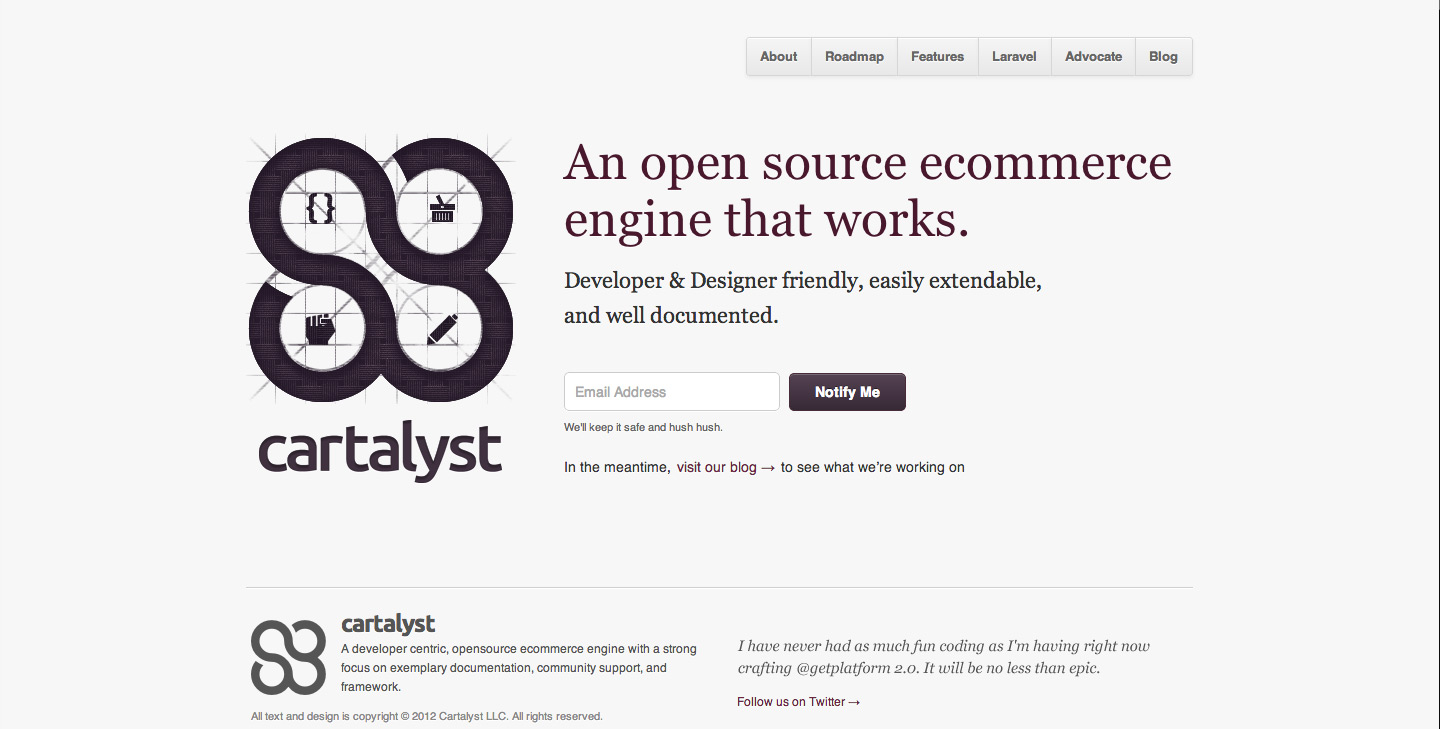 About Roadmap Features Laravel Advocate Blog
An open source ecommerce
engine that works.
Developer & Designer friendly, easily extendable,
and well documented.
Email Address Notify Me
We'll keep it safe and hush hush.
In the meantime, visit our blog → to see what we're working on
cartalyst
cartalyst
A developer centric, opensource ecommerce engine with a strong
focus on exemplary documentation, community support, and
framework.
All text and design is copyright © 2012 Cartalyst LLC. All rights reserved.
I have never had as much fun coding as I'm having right now
crafting @getplatform 2.0. It will be no less than epic.
Follow us on Twitter →